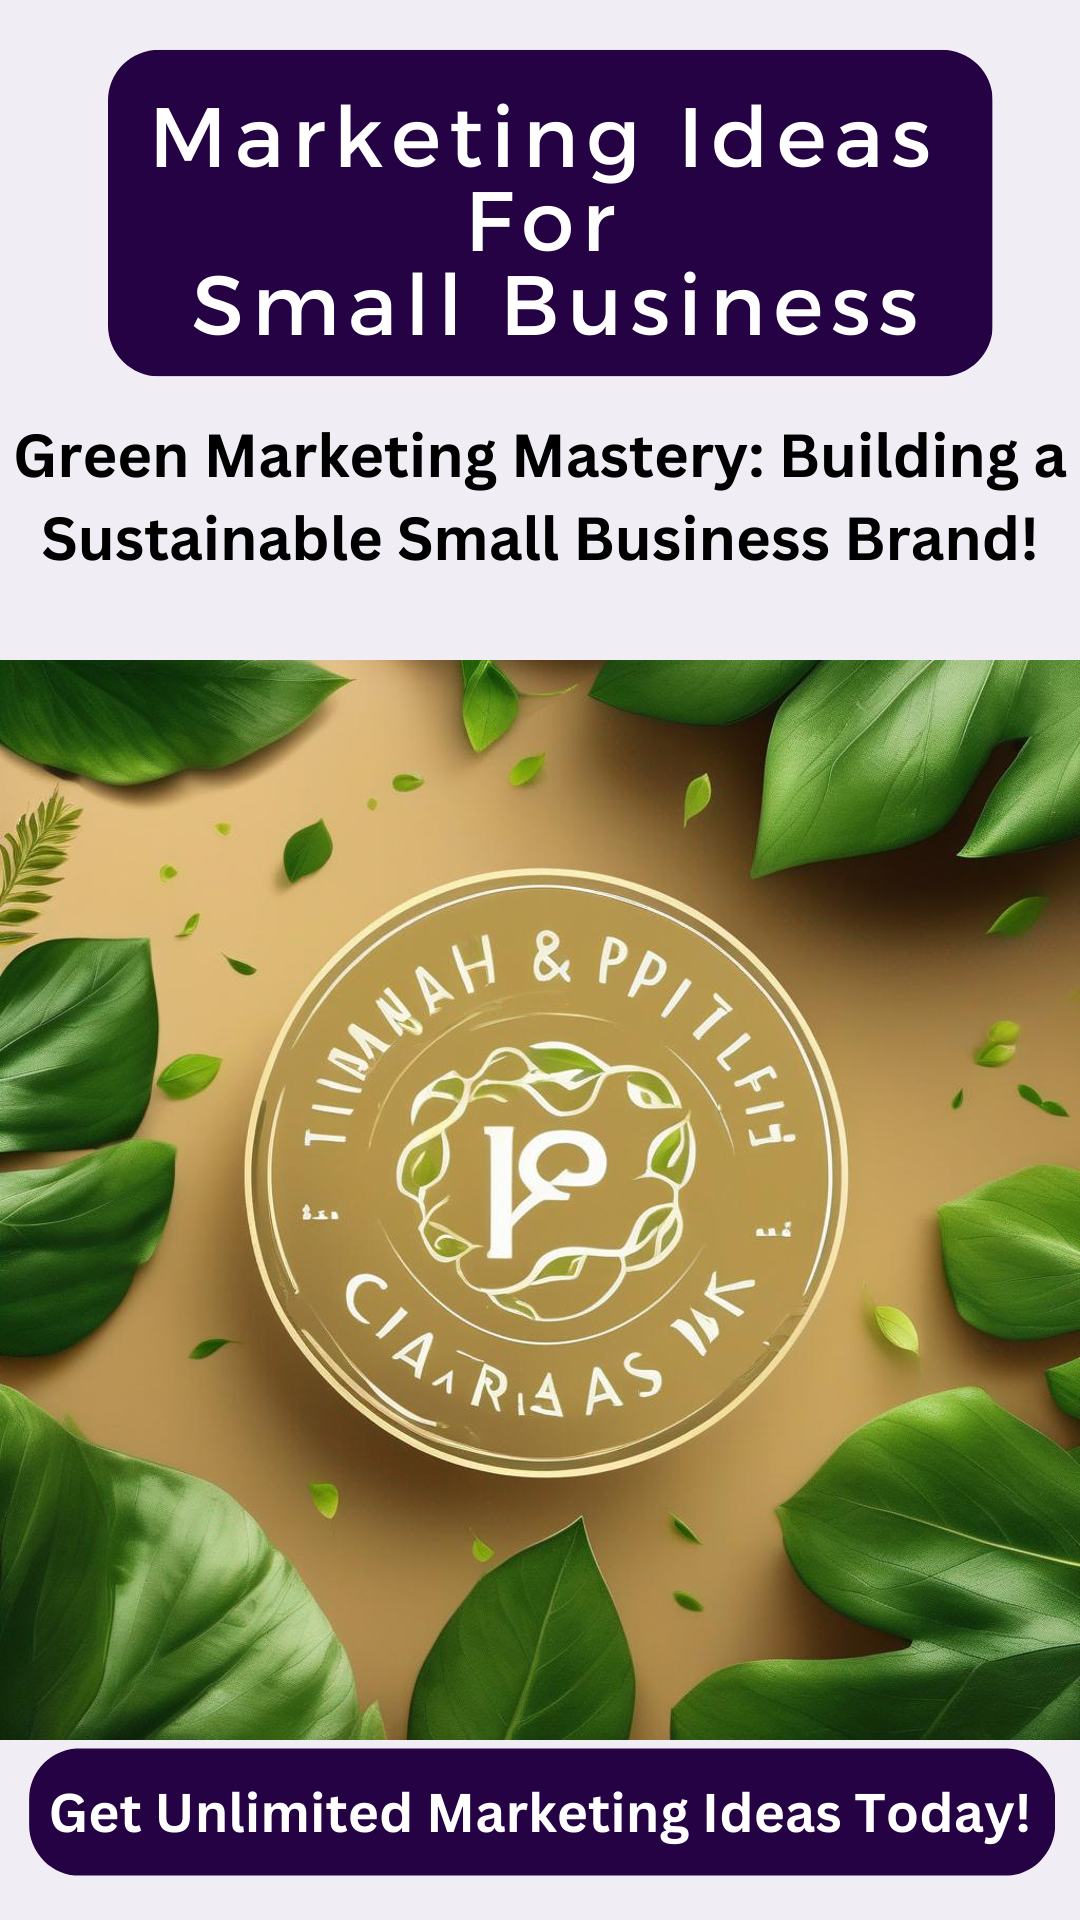 Marketing Ideas
For
Small Business
Green Marketing Mastery: Building a
Sustainable Small Business Brand!
Get Unlimited Marketing Ideas Today!